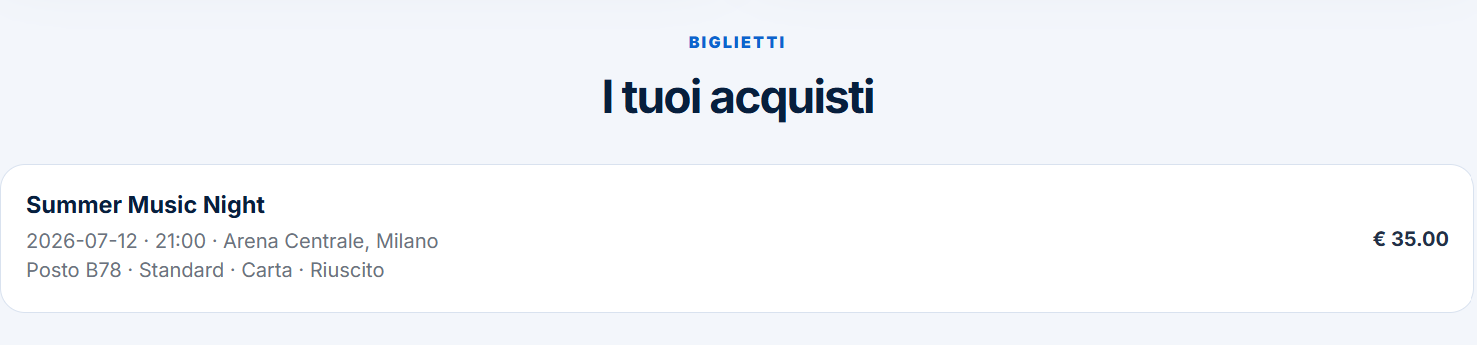 BIGLIETTI
I tuoi acquisti
Summer Music Night
2026-07-12 · 21:00 · Arena Centrale, Milano
€ 35.00
Posto B78 · Standard · Carta · Riuscito